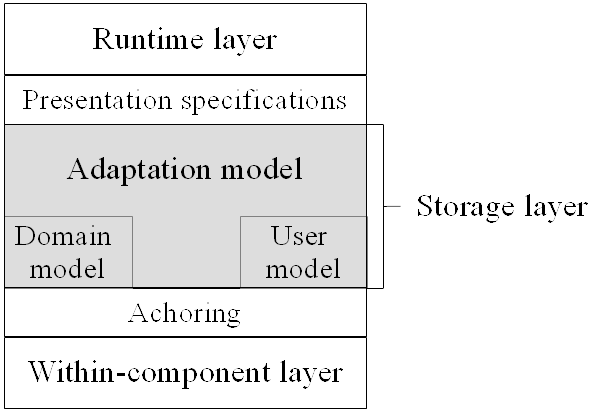 Runtime layer
Presentation specifications
Adaptation model
Storage layer
Domain
model
User
model
Achoring
Within-component layer